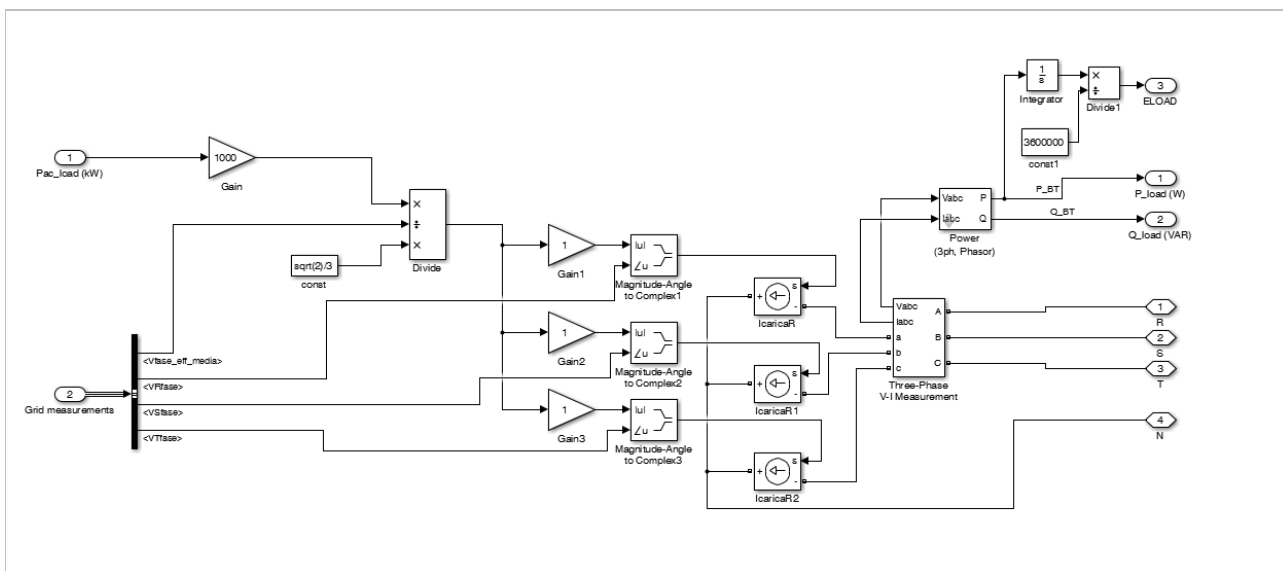 1
s
Integrator
×
÷
Divide1
3
ELOAD
3600000
const1
1
Pac_load (kW)
1000
Gain
×
÷
×
Divide
sqrt(2)/3
const
Vabc
Iabc
P
Q
Power
(3ph, Phasor)
P_BT
1
P_load (W)
Q_BT
2
Q_load (VAR)
1
Gain1
|u|
∠u
Magnitude-Angle
to Complex1
s
+
-
IcaricaR
Vabc
Iabc
a
b
c
A
B
C
Three-Phase
V-I Measurement
1
R
2
S
3
T
4
N
<Vfase_eff_media>
<VRfase>
<VSfase>
<VTfase>
2
Grid measurements
1
Gain2
|u|
∠u
Magnitude-Angle
to Complex2
s
+
-
IcaricaR1
1
Gain3
|u|
∠u
Magnitude-Angle
to Complex3
s
+
-
IcaricaR2